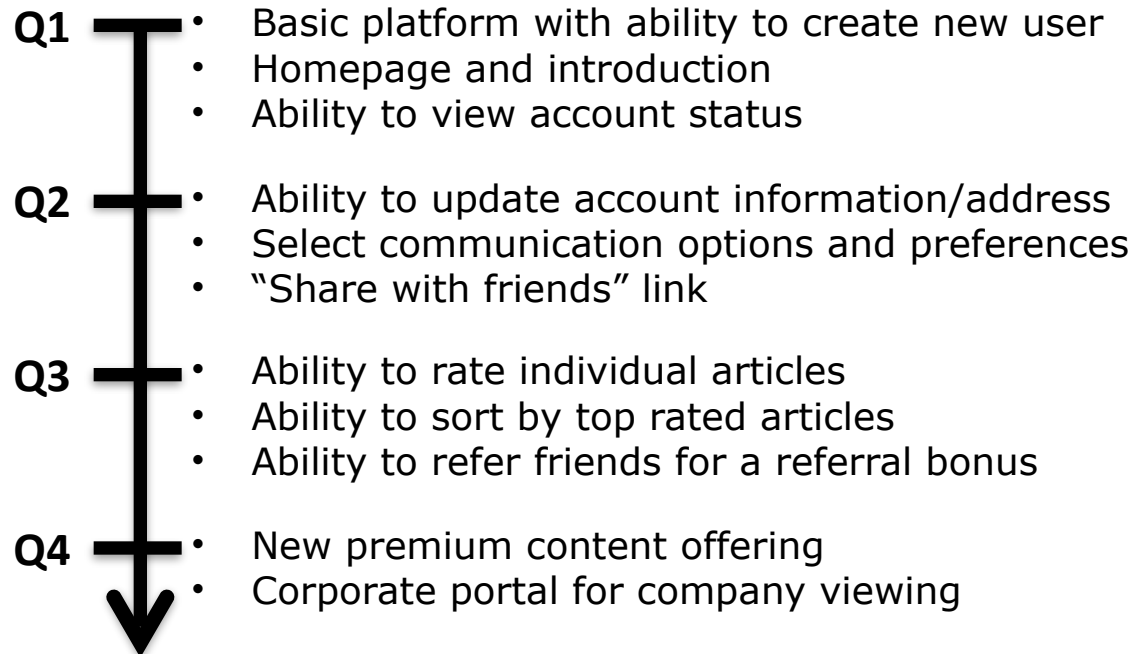 Q1
• Basic platform with ability to create new user
• Homepage and introduction
• Ability to view account status
Q2
• Ability to update account information/address
• Select communication options and preferences
• “Share with friends” link
Q3
• Ability to rate individual articles
• Ability to sort by top rated articles
• Ability to refer friends for a referral bonus
Q4
• New premium content offering
• Corporate portal for company viewing